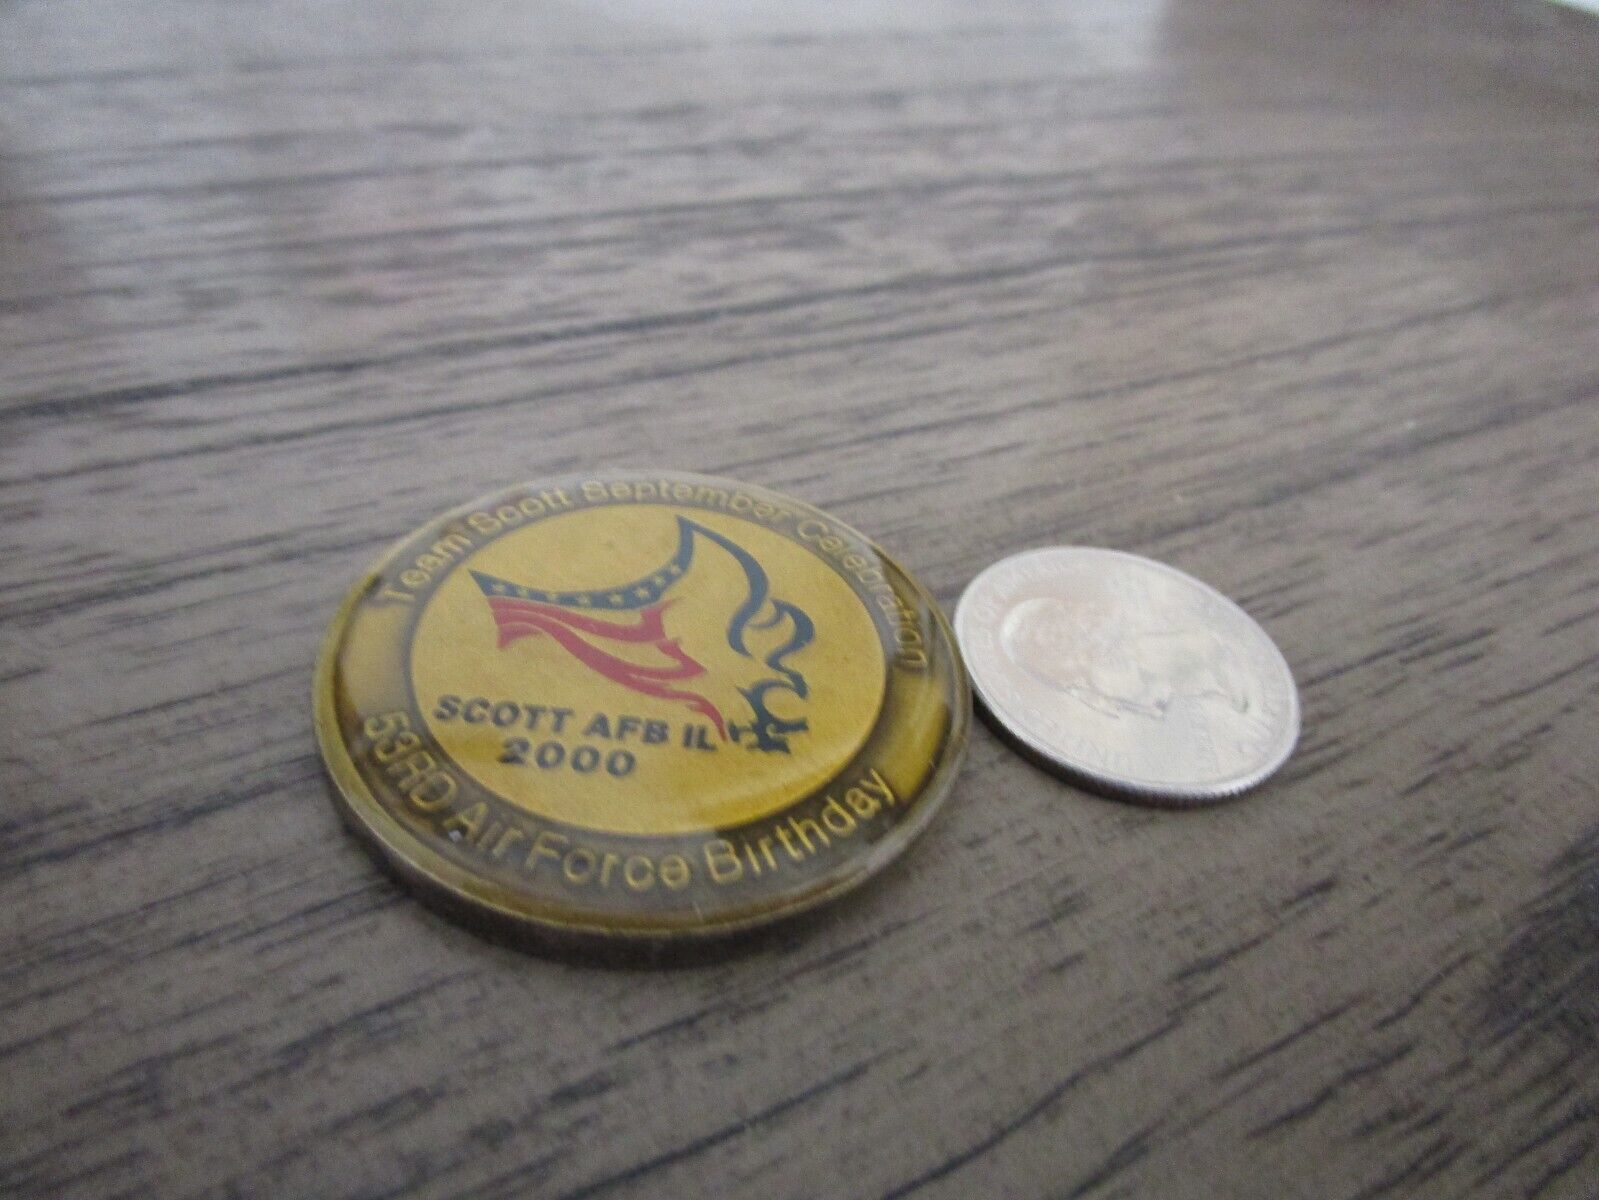 Team Scott September Celebration
SCOTT AFB IL
2000
53RD Air Force Birthday